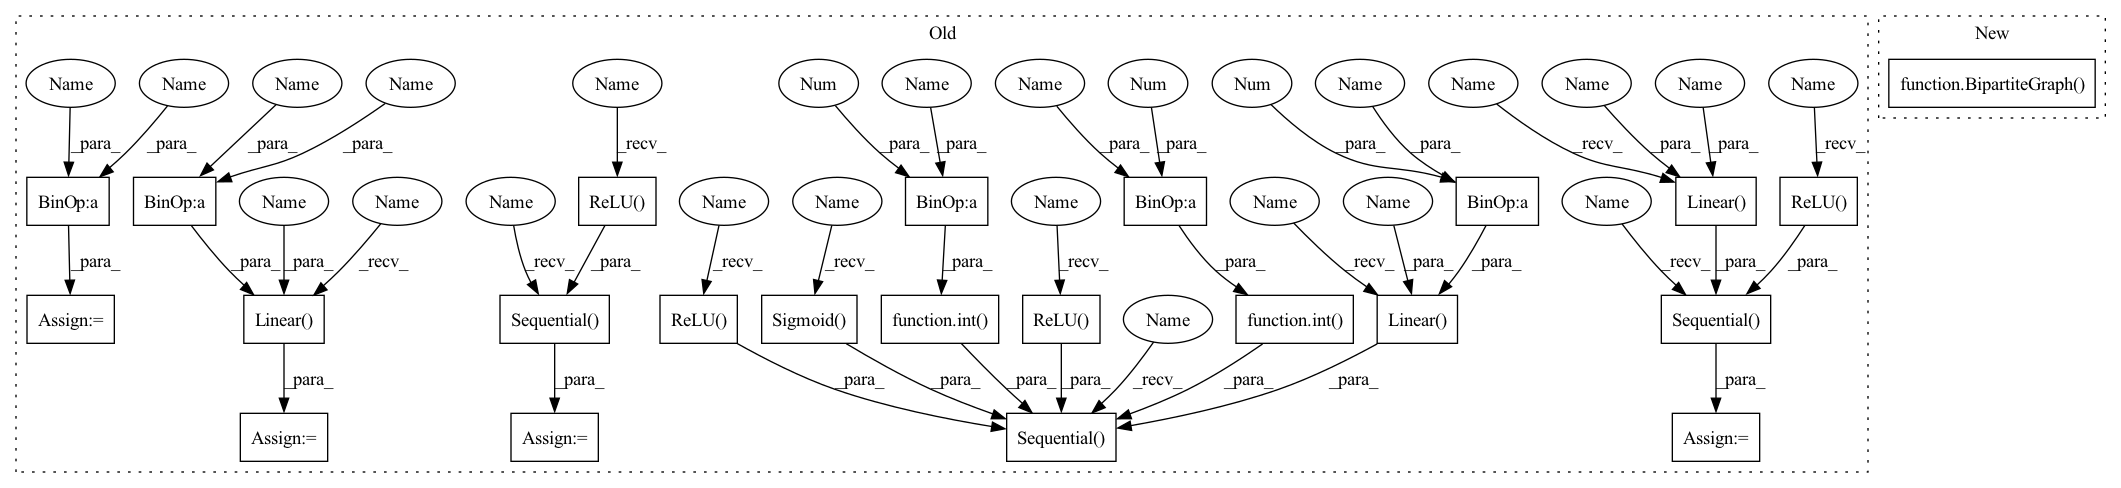 Old
New
Name Name Name Name Name Num Name Name Num Num Name Name Name Name Name function.BipartiteGraph()
_para_ _para_ _para_ _para_ _recv_ _para_ _para_ _para_ _para_ _para_ _para_ _recv_ _para_ _para_ _recv_
BinOp:a BinOp:a Name Name Name ReLU() Name Name BinOp:a Name BinOp:a Name Name BinOp:a Name Linear() ReLU()
_para_ _para_ _para_ _recv_ _recv_ _para_ _recv_ _recv_ _para_ _recv_ _para_ _recv_ _para_ _para_ _recv_ _para_ _para_
Assign:= Linear() Sequential() ReLU() Sigmoid() function.int() ReLU() Name function.int() Linear() Sequential()
_para_ _para_ _para_ _para_ _para_ _para_ _recv_ _para_ _para_ _para_
Assign:= Assign:= Sequential() Assign:=